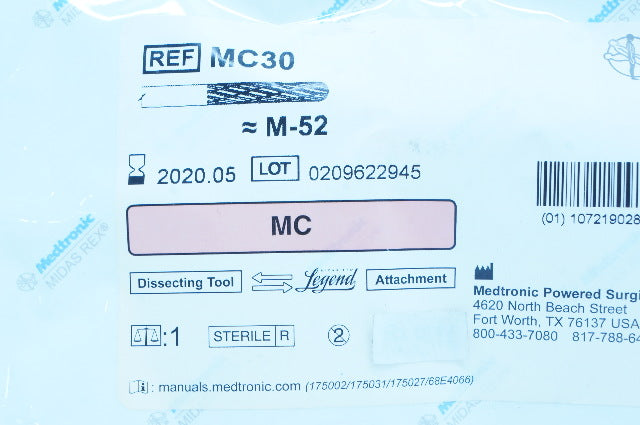 REF MC30
≈ M-52
2020.05 LOT 0209622945
MC
(01) 107219028
Dissecting Tool Legend Attachment
Medtronic Powered Surgi
4620 North Beach Street
Fort Worth, TX 76137 USA
800-433-7080 817-788-64
:1 STERILE R 2
: manuals.medtronic.com (175002/175031/175027/68E4066)
Medtronic
MIDAS REX®